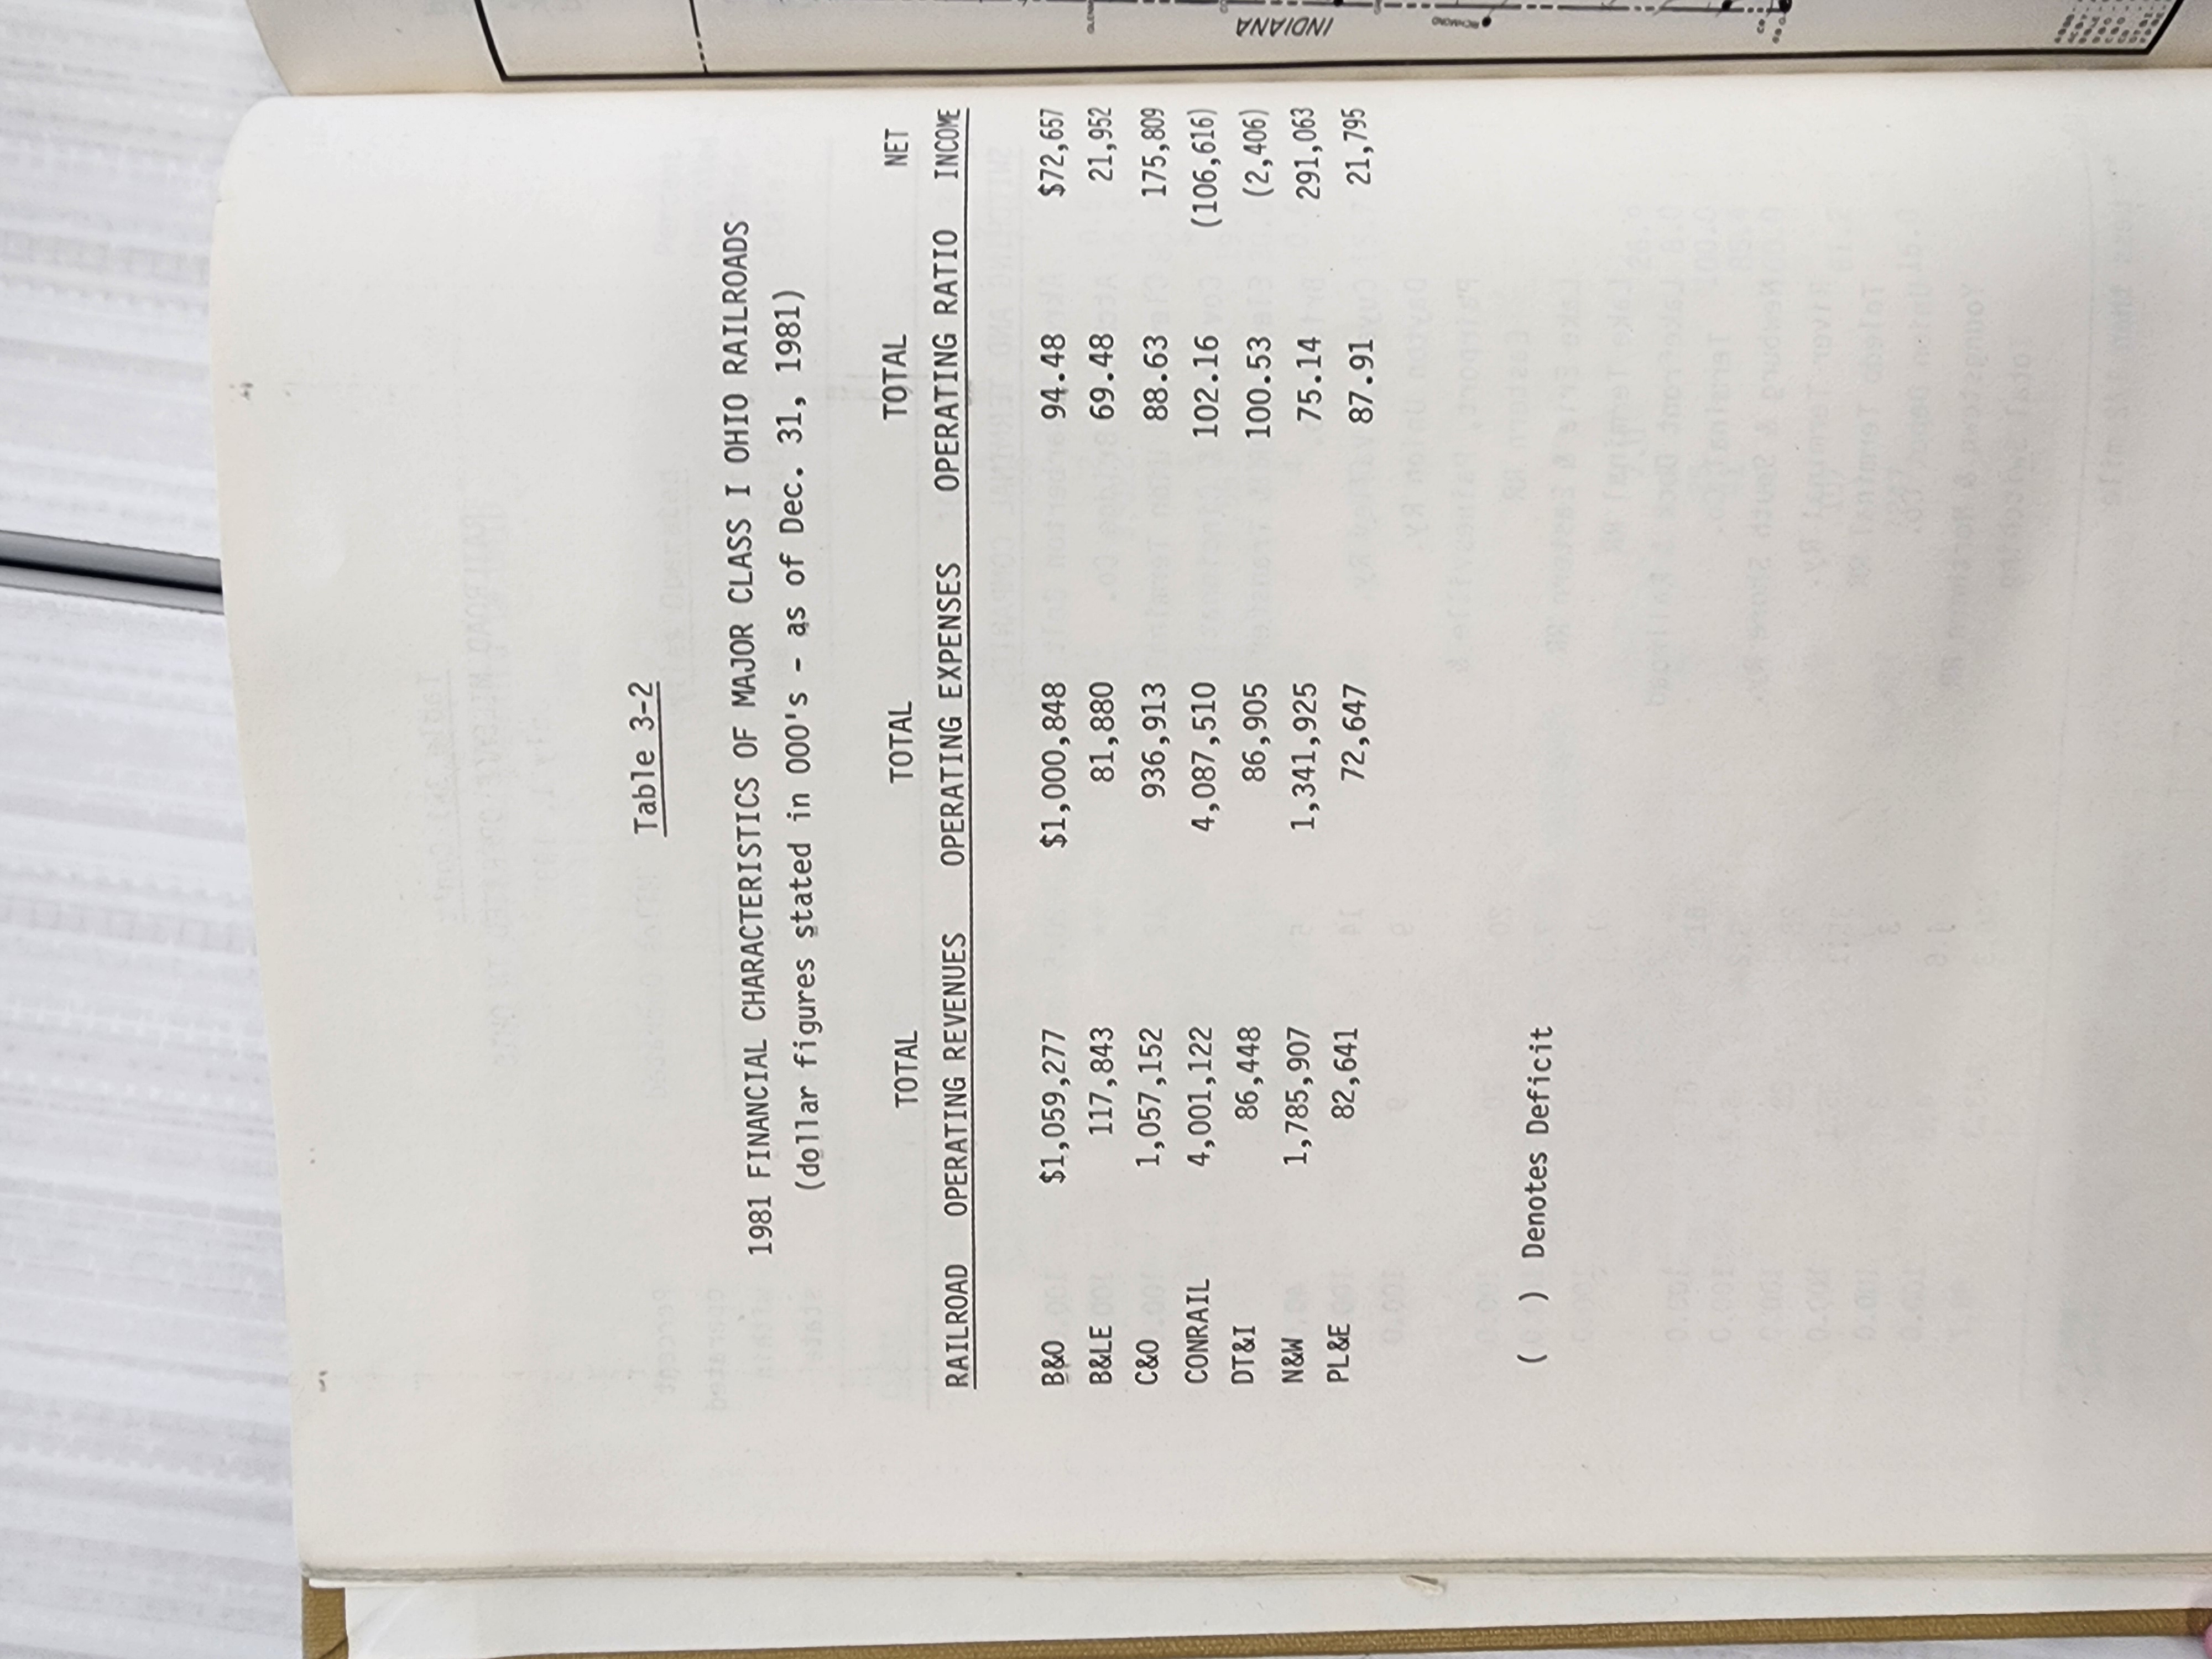 Table 3-2
1981 FINANCIAL CHARACTERISTICS OF MAJOR CLASS I OHIO RAILROADS
(dollar figures stated in 000's - as of Dec. 31, 1981)
TOTAL TOTAL TOTAL NET
RAILROAD OPERATING REVENUES OPERATING EXPENSES OPERATING RATIO INCOME
B&O $1,059,277 $1,000,848 94.48 $72,657
B&LE 117,843 81,880 69.48 21,952
C&O 1,057,152 936,913 88.63 175,809
CONRAIL 4,001,122 4,087,510 102.16 (106,616)
DT&I 86,448 86,905 100.53 (2,406)
N&W 1,785,907 1,341,925 75.14 291,063
PL&E 82,641 72,647 87.91 21,795
( ) Denotes Deficit
INDIANA
RICHMOND